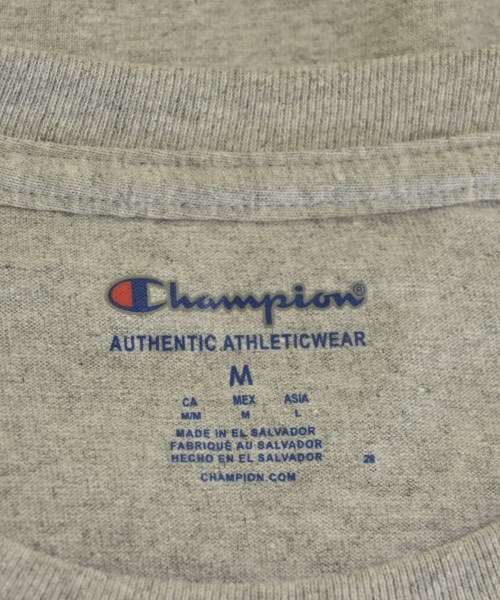 Champion®
AUTHENTIC ATHLETICWEAR
M
CA MEX ASIA
M/M M L
MADE IN EL SALVADOR
FABRIQUÉ AU SALVADOR
HECHO EN EL SALVADOR 28
CHAMPION.COM